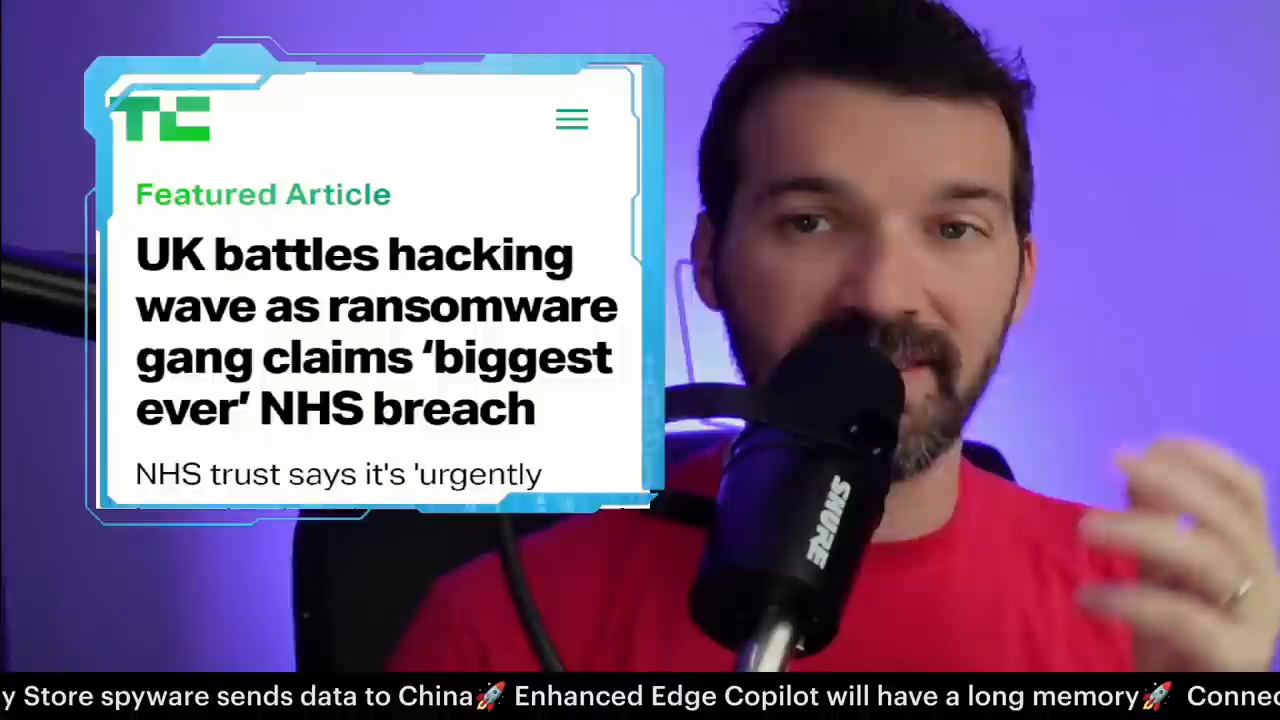 TC
Featured Article
UK battles hacking
wave as ransomware
gang claims ‘biggest
ever’ NHS breach
NHS trust says it's 'urgently
SHURE
y Store spyware sends data to China🚀 Enhanced Edge Copilot will have a long memory🚀 Connec